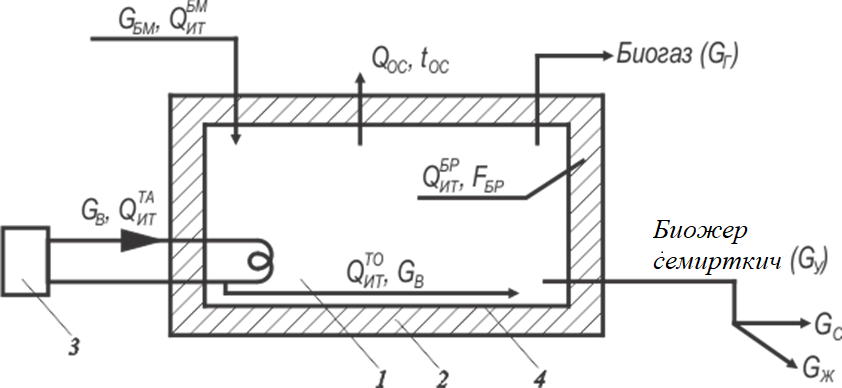 G_БМ, Q_ИТ^БМ
Q_ОС, t_ОС
Биогаз (G_Г)
Q_ИТ^БР, F_БР
G_В, Q_ИТ^ТА
Биожер
семирткич (G_У)
Q_ИТ^ТО, G_В
G_С
G_Ж
3
1
2
4